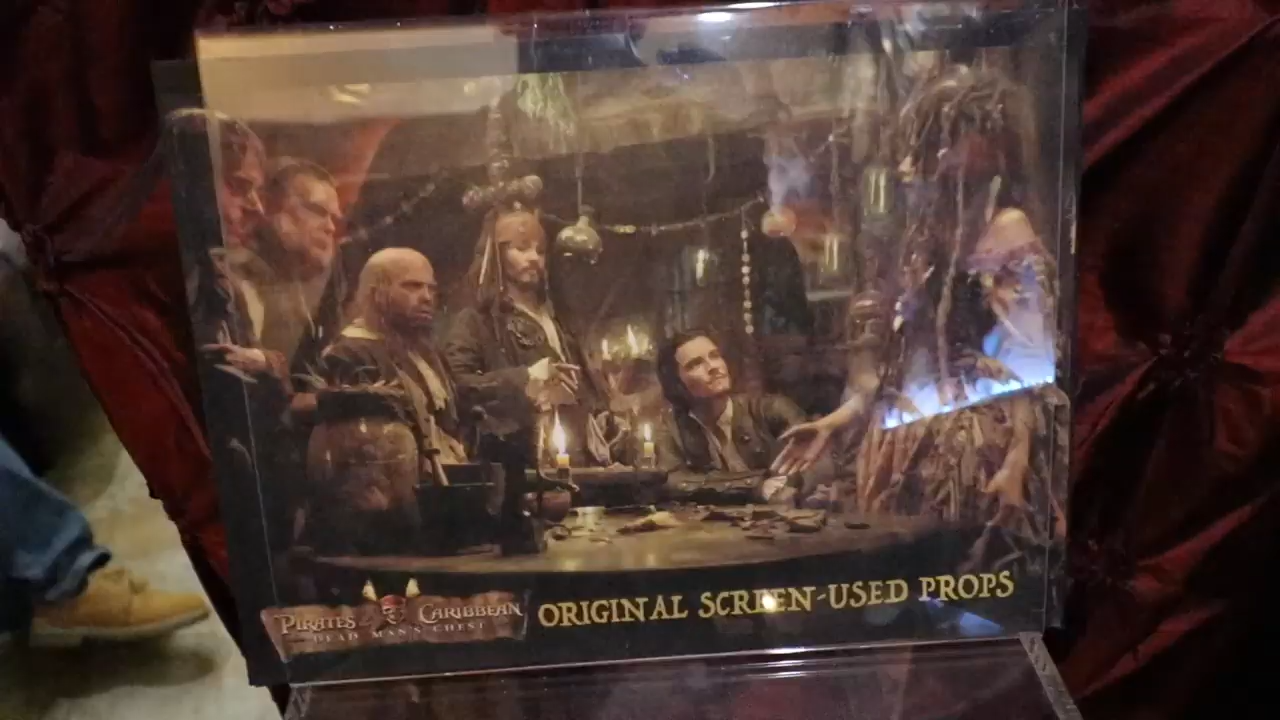 PIRATES CARIBBEAN
DEAD MAN'S CHEST
ORIGINAL SCREEN-USED PROPS